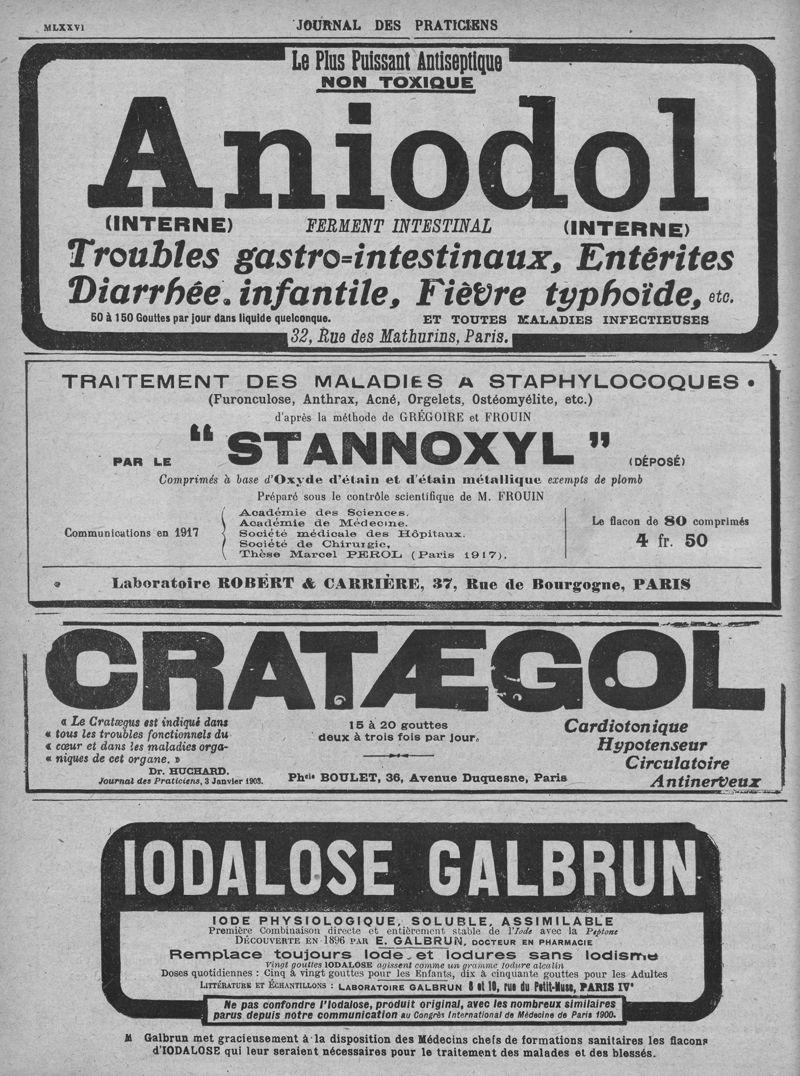 MLXXVI
JOURNAL DES PRATICIENS
Le Plus Puissant Antiseptique
NON TOXIQUE
Aniodol
(INTERNE) FERMENT INTESTINAL (INTERNE)
Troubles gastro=intestinaux, Entérites
Diarrhée infantile, Fièvre typhoïde, etc.
50 à 150 Gouttes par jour dans liquide quelconque. ET TOUTES MALADIES INFECTIEUSES
32, Rue des Mathurins, Paris.
TRAITEMENT DES MALADIES A STAPHYLOCOQUES
(Furonculose, Anthrax, Acné, Orgelets, Ostéomyélite, etc.)
d'après la méthode de GRÉGOIRE et FROUIN
PAR LE "STANNOXYL" (DÉPOSÉ)
Comprimés à base d'Oxyde d'étain et d'étain métallique exempts de plomb
Préparé sous le contrôle scientifique de M. FROUIN
Communications en 1917
Académie des Sciences.
Académie de Médecine.
Société médicale des Hôpitaux.
Société de Chirurgie,
Thèse Marcel PEROL (Paris 1917).
Le flacon de 80 comprimés
4 fr. 50
Laboratoire ROBERT & CARRIÈRE, 37, Rue de Bourgogne, PARIS
CRATÆGOL
« Le Cratægus est indiqué dans
« tous les troubles fonctionnels du
« cœur et dans les maladies orga-
« niques de cet organe. »
Dr. HUCHARD.
Journal des Praticiens, 3 Janvier 1903.
15 à 20 gouttes
deux à trois fois par jour.
Phcie BOULET, 36, Avenue Duquesne, Paris
Cardiotonique
Hypotenseur
Circulatoire
Antinerveux
IODALOSE GALBRUN
IODE PHYSIOLOGIQUE, SOLUBLE, ASSIMILABLE
Première Combinaison directe et entièrement stable de l'Iode avec la Peptone
DÉCOUVERTE EN 1896 PAR E. GALBRUN, DOCTEUR EN PHARMACIE
Remplace toujours Iode et Iodures sans Iodisme
Vingt gouttes IODALOSE agissent comme un gramme Iodure alcalin
Doses quotidiennes : Cinq à vingt gouttes pour les Enfants, dix à cinquante gouttes pour les Adultes
LITTÉRATURE ET ÉCHANTILLONS : LABORATOIRE GALBRUN 8 et 10, rue du Petit-Musc, PARIS IVe
Ne pas confondre l'Iodalose, produit original, avec les nombreux similaires
parus depuis notre communication au Congrès International de Médecine de Paris 1900.
M Galbrun met gracieusement à la disposition des Médecins chefs de formations sanitaires les flacons
d'IODALOSE qui leur seraient nécessaires pour le traitement des malades et des blessés.